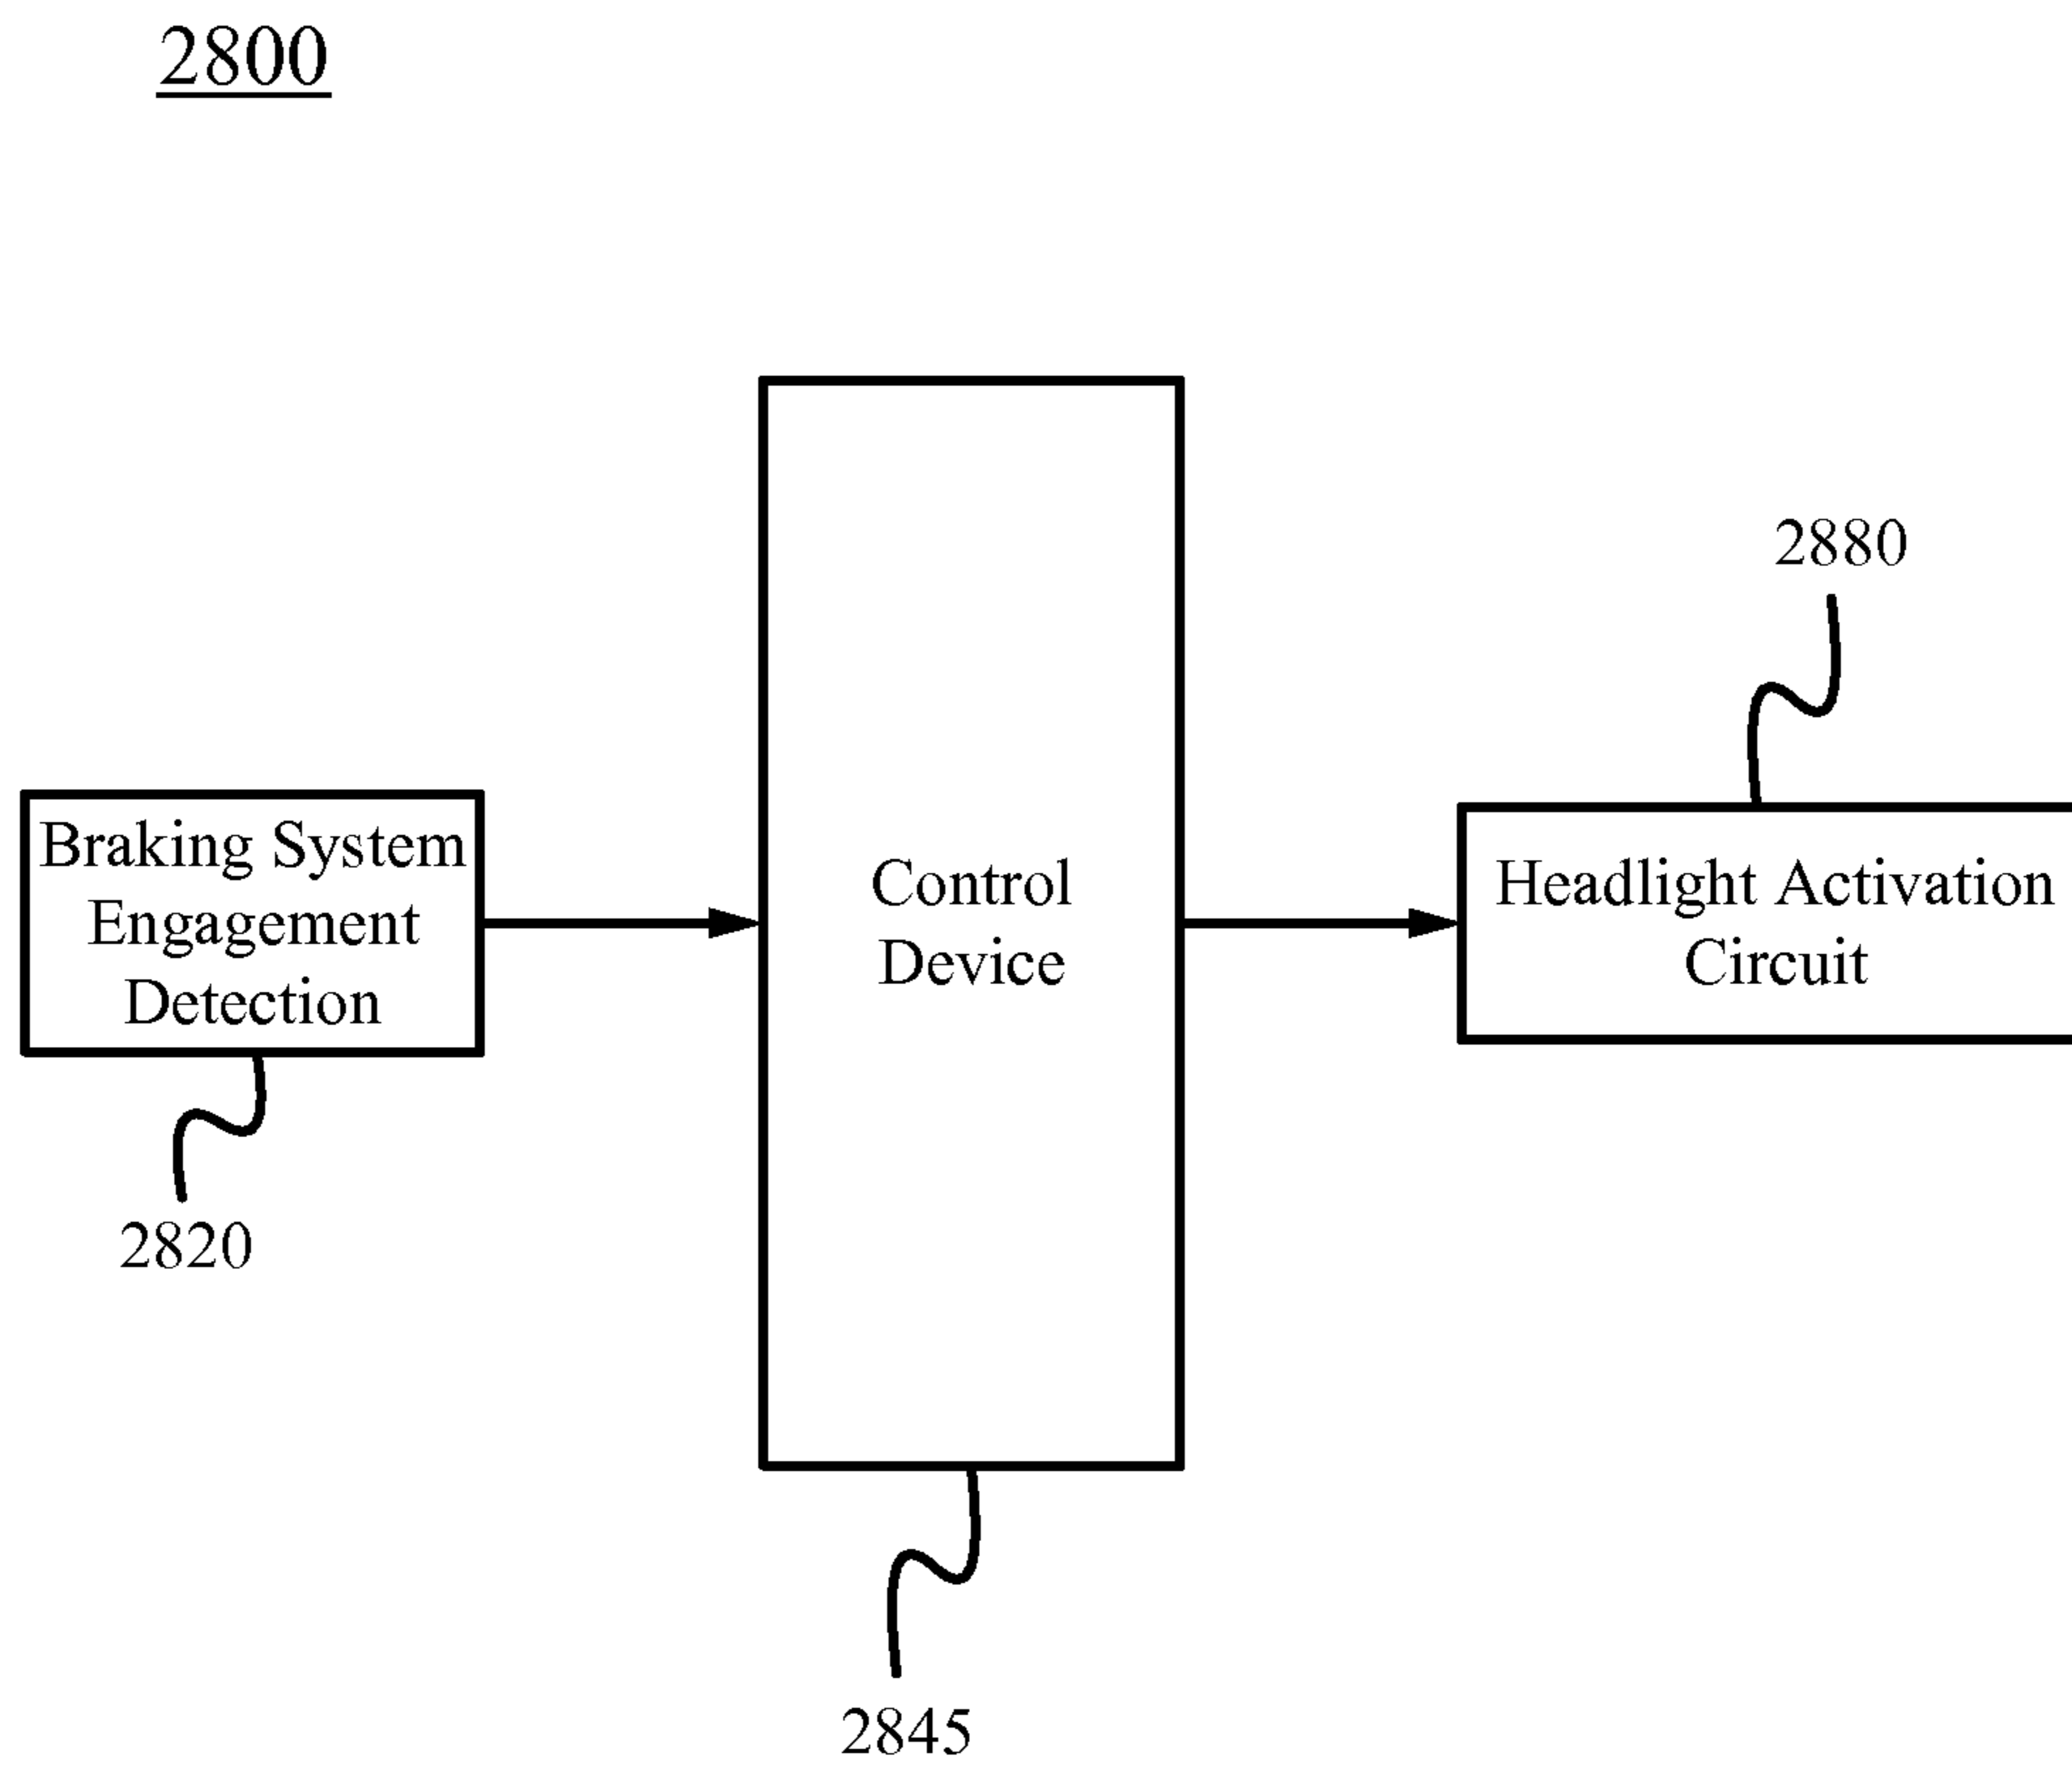 2800
2880
Braking System
Engagement
Detection
Control
Device
Headlight Activation
Circuit
2820
2845